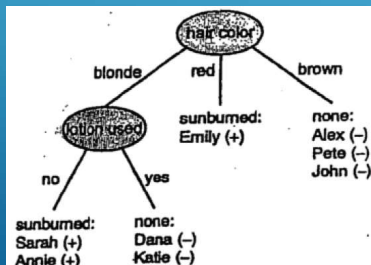 hair color
blonde
red
brown
lotion used
sunburned:
Emily (+)
none:
Alex (–)
Pete (–)
John (–)
no
yes
sunburned:
Sarah (+)
Annie (+)
none:
Dana (–)
Katie (–)